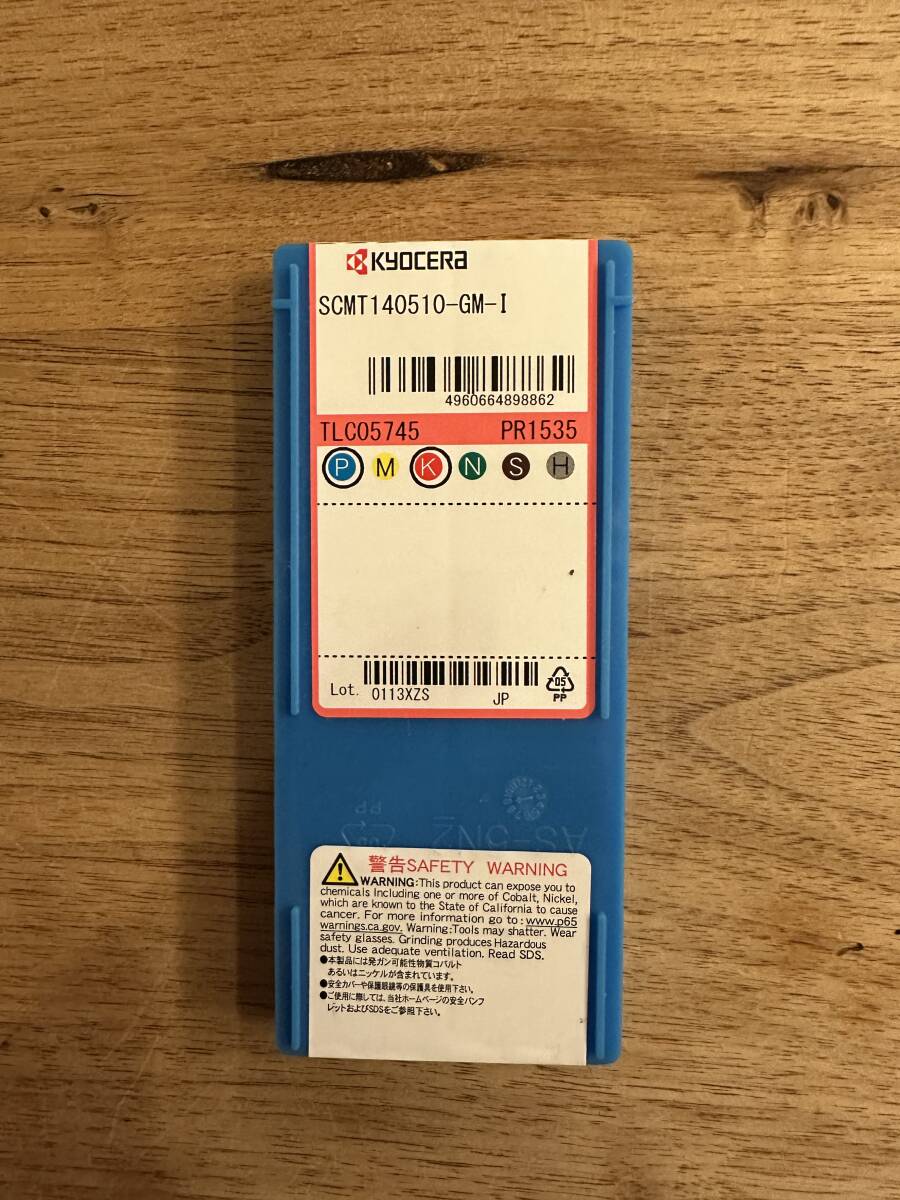 KYOCERA
SCMT140510-GM-I
4960664898862
TLC05745 PR1535
P M K N S H
Lot. 0113XZS JP
05
PP
PP
AS-5N2
警告SAFETY WARNING
WARNING:This product can expose you to
chemicals Including one or more of Cobalt, Nickel,
which are known to the State of California to cause
cancer. For more information go to : www.p65
warnings.ca.gov. Warning:Tools may shatter. Wear
safety glasses. Grinding produces Hazardous
dust. Use adequate ventilation. Read SDS.
●本製品には発ガン可能性物質コバルト
あるいはニッケルが含まれています。
●安全カバーや保護眼鏡等の保護具を使用下さい。
●ご使用に際しては、当社ホームページの安全パンフ
レットおよびSDSをご参照下さい。